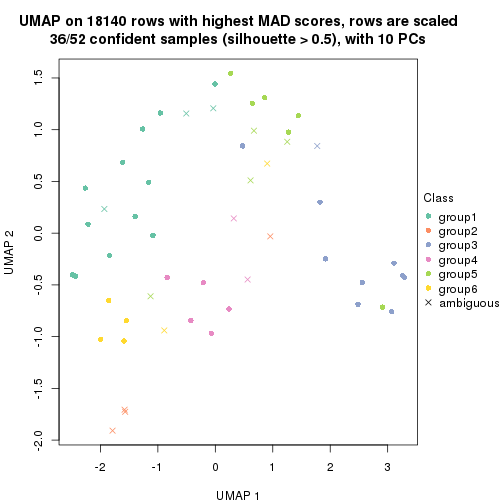 UMAP on 18140 rows with highest MAD scores, rows are scaled
36/52 confident samples (silhouette > 0.5), with 10 PCs
1.5
1.0
0.5
0.0
-0.5
-1.0
-1.5
-2.0
UMAP 2
-2 -1 0 1 2 3
UMAP 1
Class
group1
group2
group3
group4
group5
group6
ambiguous